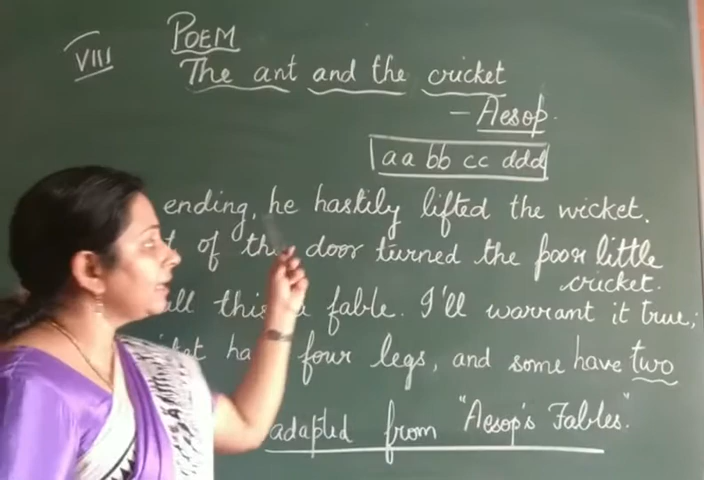 VIII
POEM
The ant and the cricket
- Aesop.
aa bb cc ddd
ending, he hastily lifted the wicket.
of the door turned the poor little
cricket.
all this a fable. I'll warrant it true;
four legs, and some have two
adapted from "Aesop's Fables".